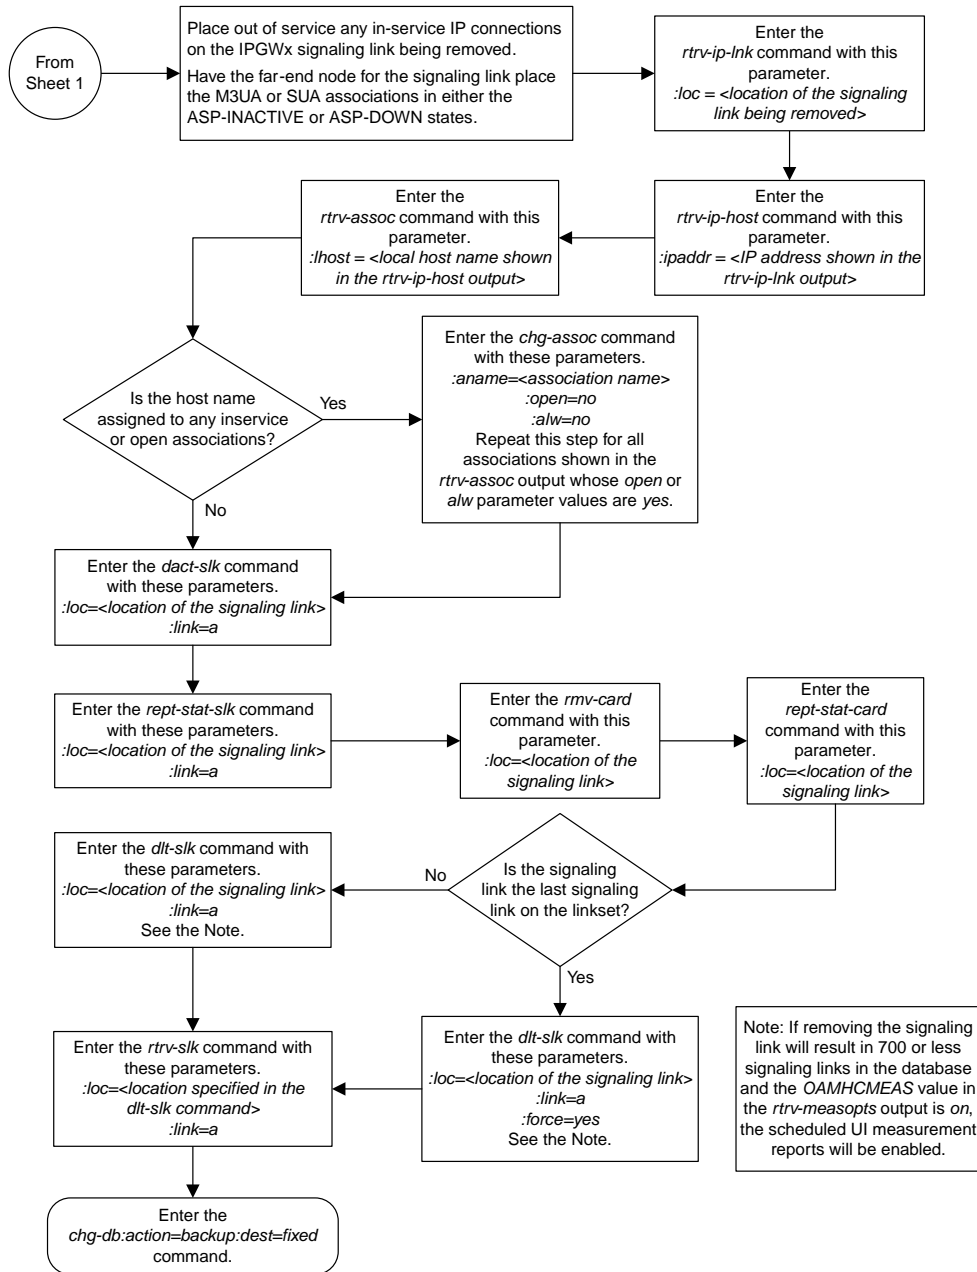 From
Sheet 1
Place out of service any in-service IP connections
on the IPGWx signaling link being removed.
Have the far-end node for the signaling link place
the M3UA or SUA associations in either the
ASP-INACTIVE or ASP-DOWN states.
Enter the
rtrv-ip-lnk command with this
parameter.
:loc = <location of the signaling
link being removed>
Enter the
rtrv-ip-host command with this
parameter.
:ipaddr = <IP address shown in the
rtrv-ip-lnk output>
Enter the
rtrv-assoc command with this
parameter.
:lhost = <local host name shown
in the rtrv-ip-host output>
Is the host name
assigned to any inservice
or open associations?
Yes
No
Enter the chg-assoc command
with these parameters.
:aname=<association name>
:open=no
:alw=no
Repeat this step for all
associations shown in the
rtrv-assoc output whose open or
alw parameter values are yes.
Enter the dact-slk command
with these parameters.
:loc=<location of the signaling link>
:link=a
Enter the rept-stat-slk command
with these parameters.
:loc=<location of the signaling link>
:link=a
Enter the rmv-card
command with this
parameter.
:loc=<location of the
signaling link>
Enter the
rept-stat-card
command with this
parameter.
:loc=<location of the
signaling link>
Is the signaling
link the last signaling
link on the linkset?
No
Yes
Enter the dlt-slk command with
these parameters.
:loc=<location of the signaling link>
:link=a
See the Note.
Enter the dlt-slk command with
these parameters.
:loc=<location of the signaling link>
:link=a
:force=yes
See the Note.
Enter the rtrv-slk command with
these parameters.
:loc=<location specified in the
dlt-slk command>
:link=a
Enter the
chg-db:action=backup:dest=fixed
command.
Note: If removing the signaling
link will result in 700 or less
signaling links in the database
and the OAMHCMEAS value in
the rtrv-measopts output is on,
the scheduled UI measurement
reports will be enabled.